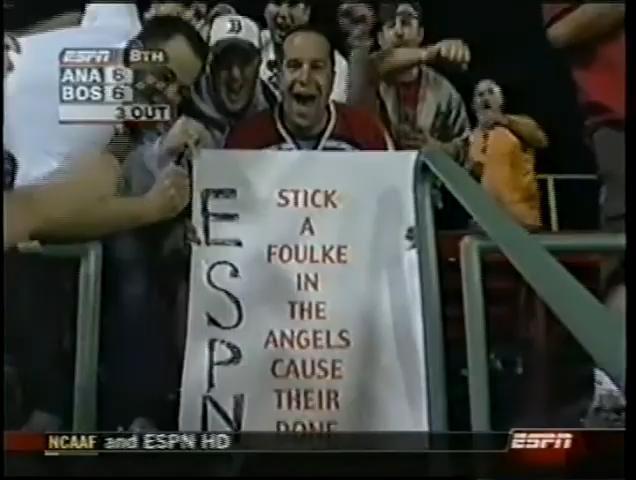 ESPN 8TH
ANA 6
BOS 6
3 OUT
E
S
P
N
STICK
A
FOULKE
IN
THE
ANGELS
CAUSE
THEIR
DONE
NCAAF and ESPN HD
ESPN